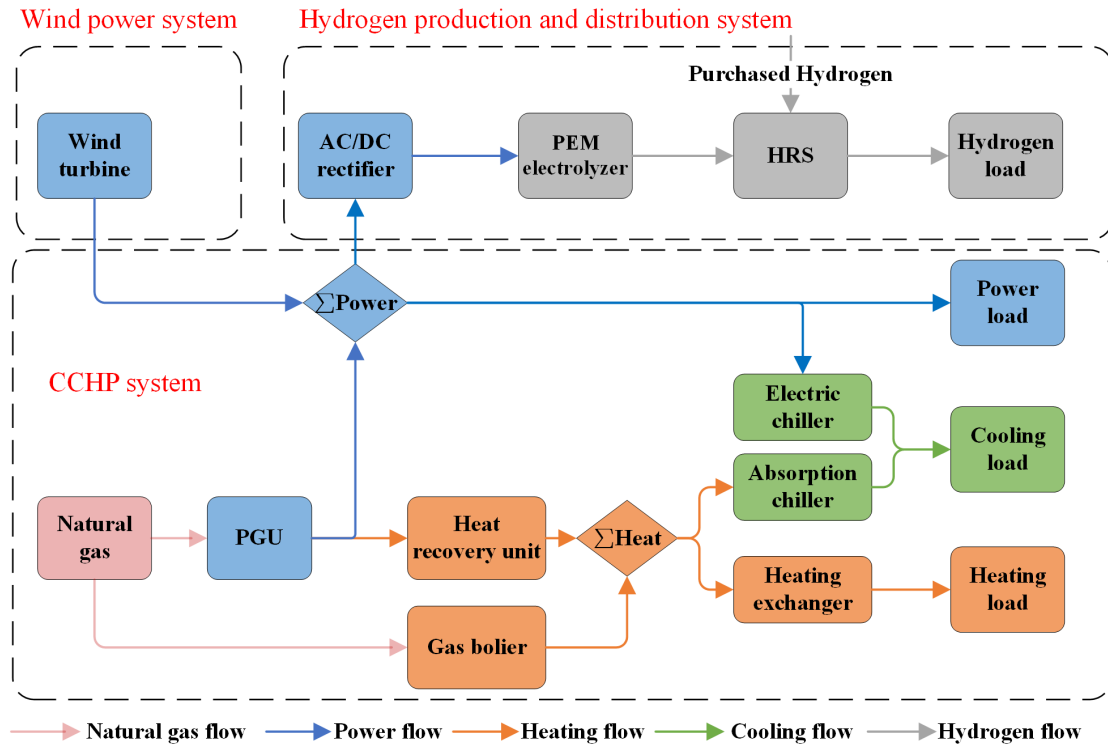 Wind power system
Hydrogen production and distribution system
Purchased Hydrogen
Wind
turbine
AC/DC
rectifier
PEM
electrolyzer
HRS
Hydrogen
load
∑Power
Power
load
CCHP system
Electric
chiller
Cooling
load
Absorption
chiller
Natural
gas
PGU
Heat
recovery unit
∑Heat
Heating
exchanger
Heating
load
Gas bolier
Natural gas flow
Power flow
Heating flow
Cooling flow
Hydrogen flow